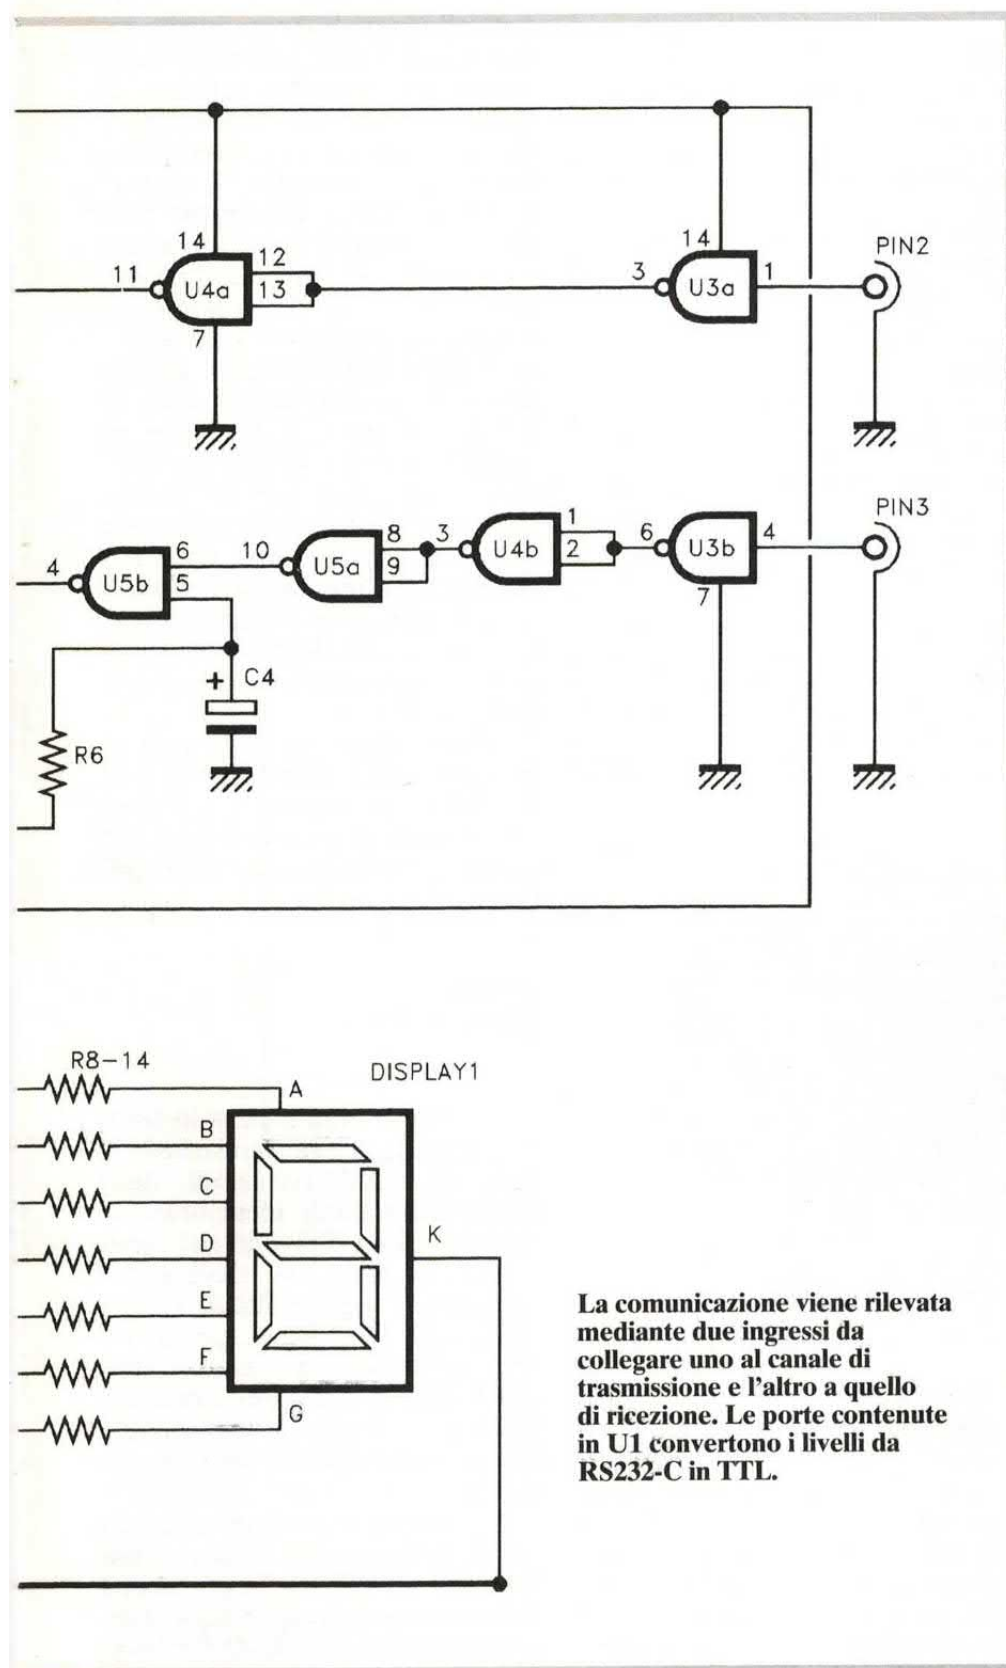 14
14
PIN2
11
U4a
12
13
3
U3a
1
7
PIN3
4
U5b
6
5
10
U5a
8
9
3
U4b
1
2
6
U3b
4
7
+ C4
R6
R8-14
DISPLAY1
A
B
C
D
E
F
G
K
La comunicazione viene rilevata
mediante due ingressi da
collegare uno al canale di
trasmissione e l'altro a quello
di ricezione. Le porte contenute
in U1 convertono i livelli da
RS232-C in TTL.